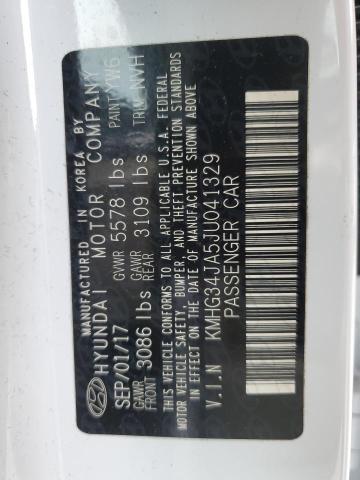 MANUFACTURED IN KOREA BY
HYUNDAI MOTOR COMPANY
SEP/01/17 GVWR 5578 lbs PAINT YW6
GAWR FRONT 3086 lbs GAWR REAR 3109 lbs TRIM NVH
THIS VEHICLE CONFORMS TO ALL APPLICABLE U.S.A. FEDERAL
MOTOR VEHICLE SAFETY, BUMPER, AND THEFT PREVENTION STANDARDS
IN EFFECT ON THE DATE OF MANUFACTURE SHOWN ABOVE
V.I.N KMHG34JA5JU041329
PASSENGER CAR